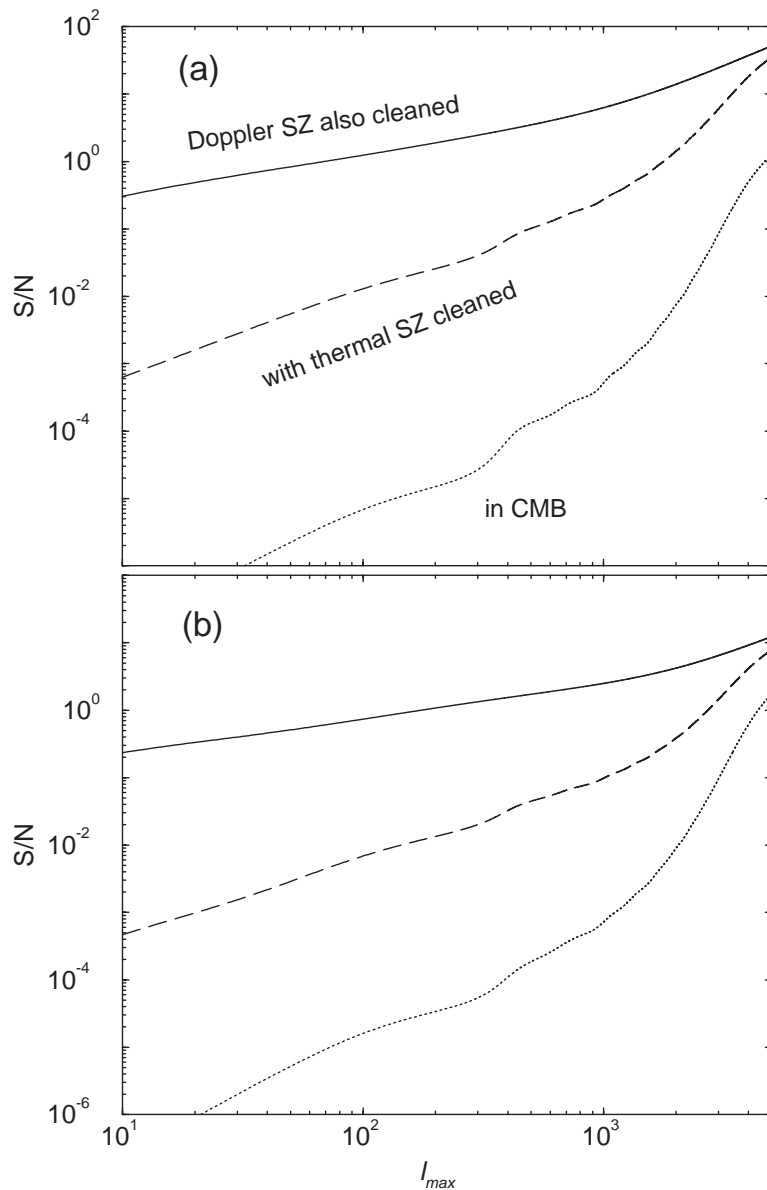 10^2
(a)
Doppler SZ also cleaned
10^0
S/N
10^-2
with thermal SZ cleaned
10^-4
in CMB
(b)
10^0
S/N
10^-2
10^-4
10^-6
10^1 10^2 10^3
l_max